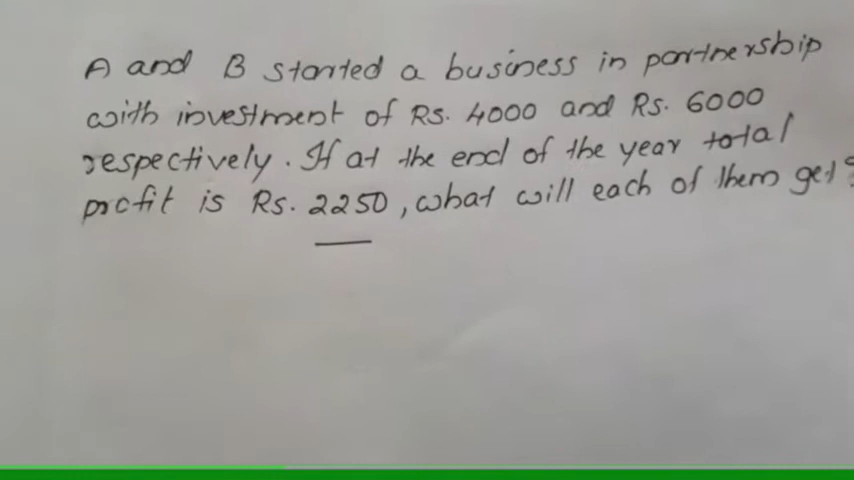 A and B started a business in partnership
with investment of Rs. 4000 and Rs. 6000
respectively. If at the end of the year total
profit is Rs. 2250, what will each of them get?